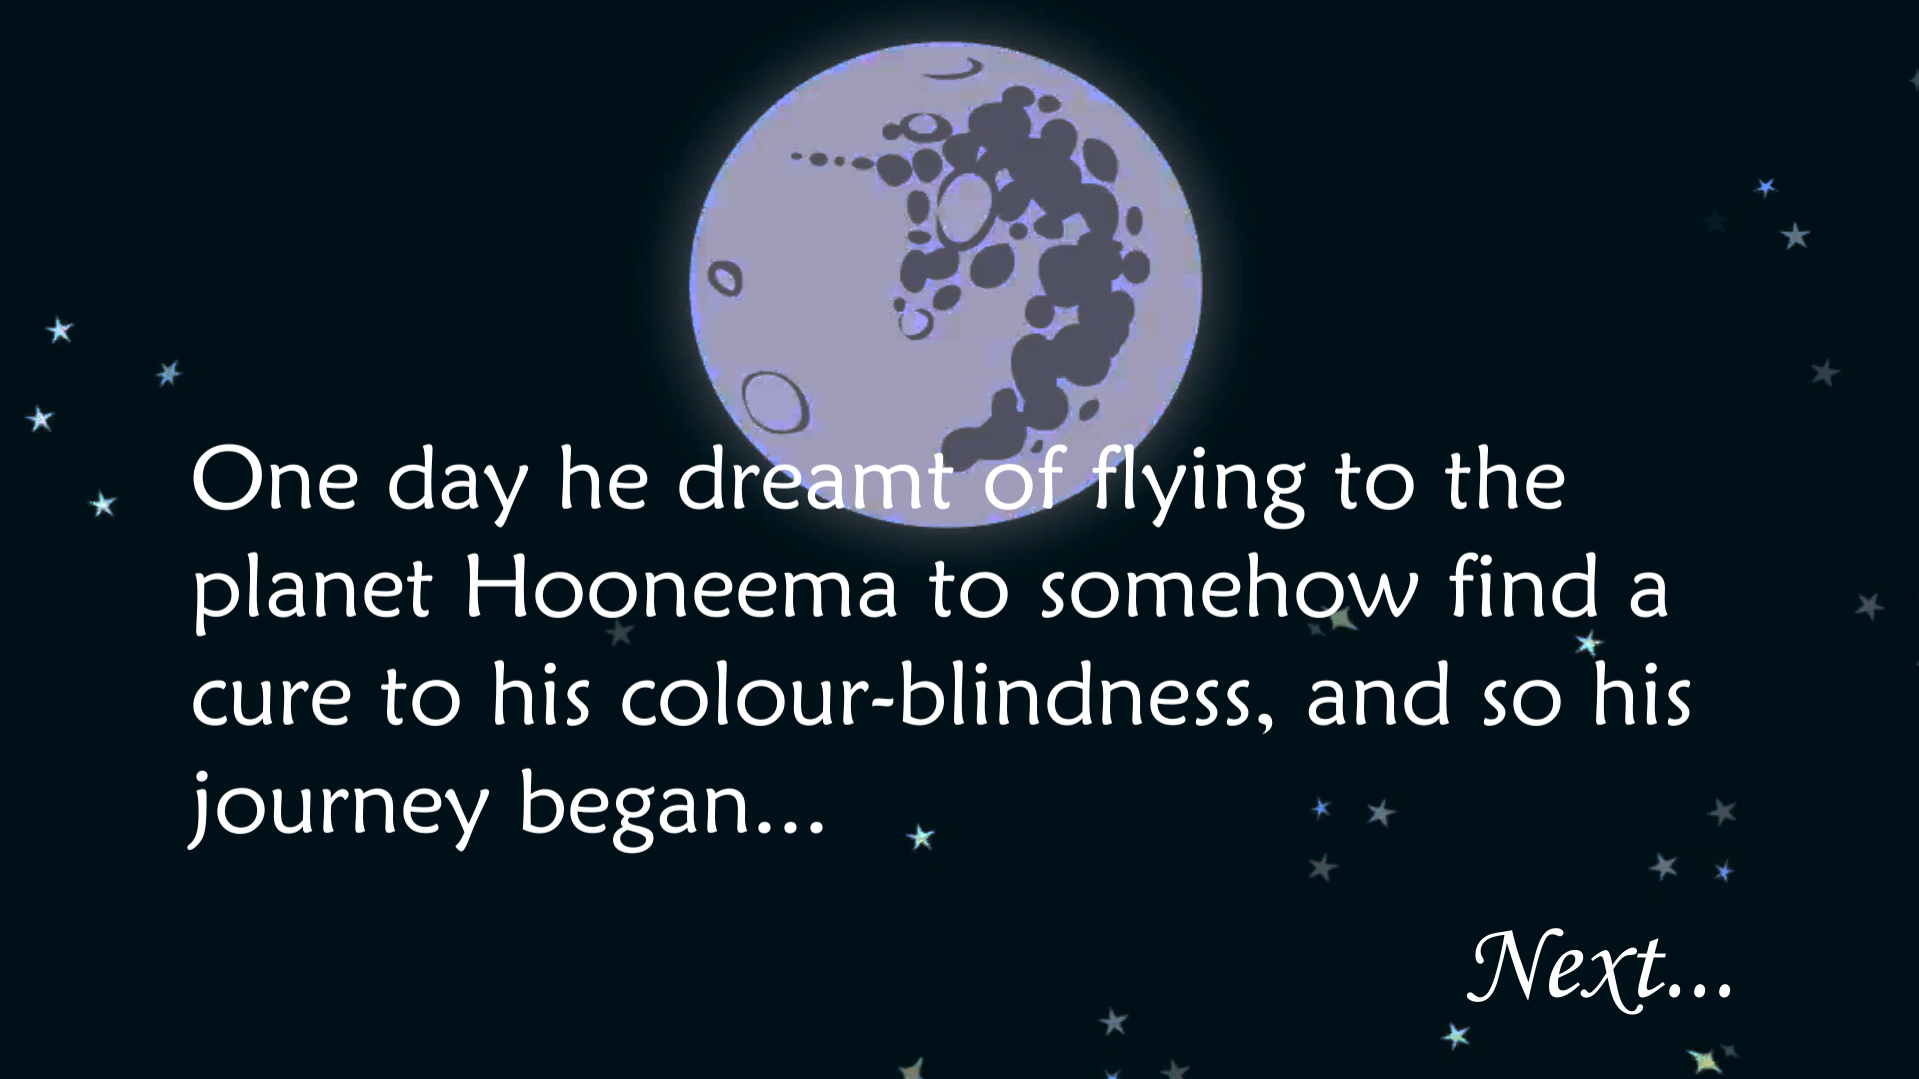 One day he dreamt of flying to the
planet Hooneema to somehow find a
cure to his colour-blindness, and so his
journey began...
Next...